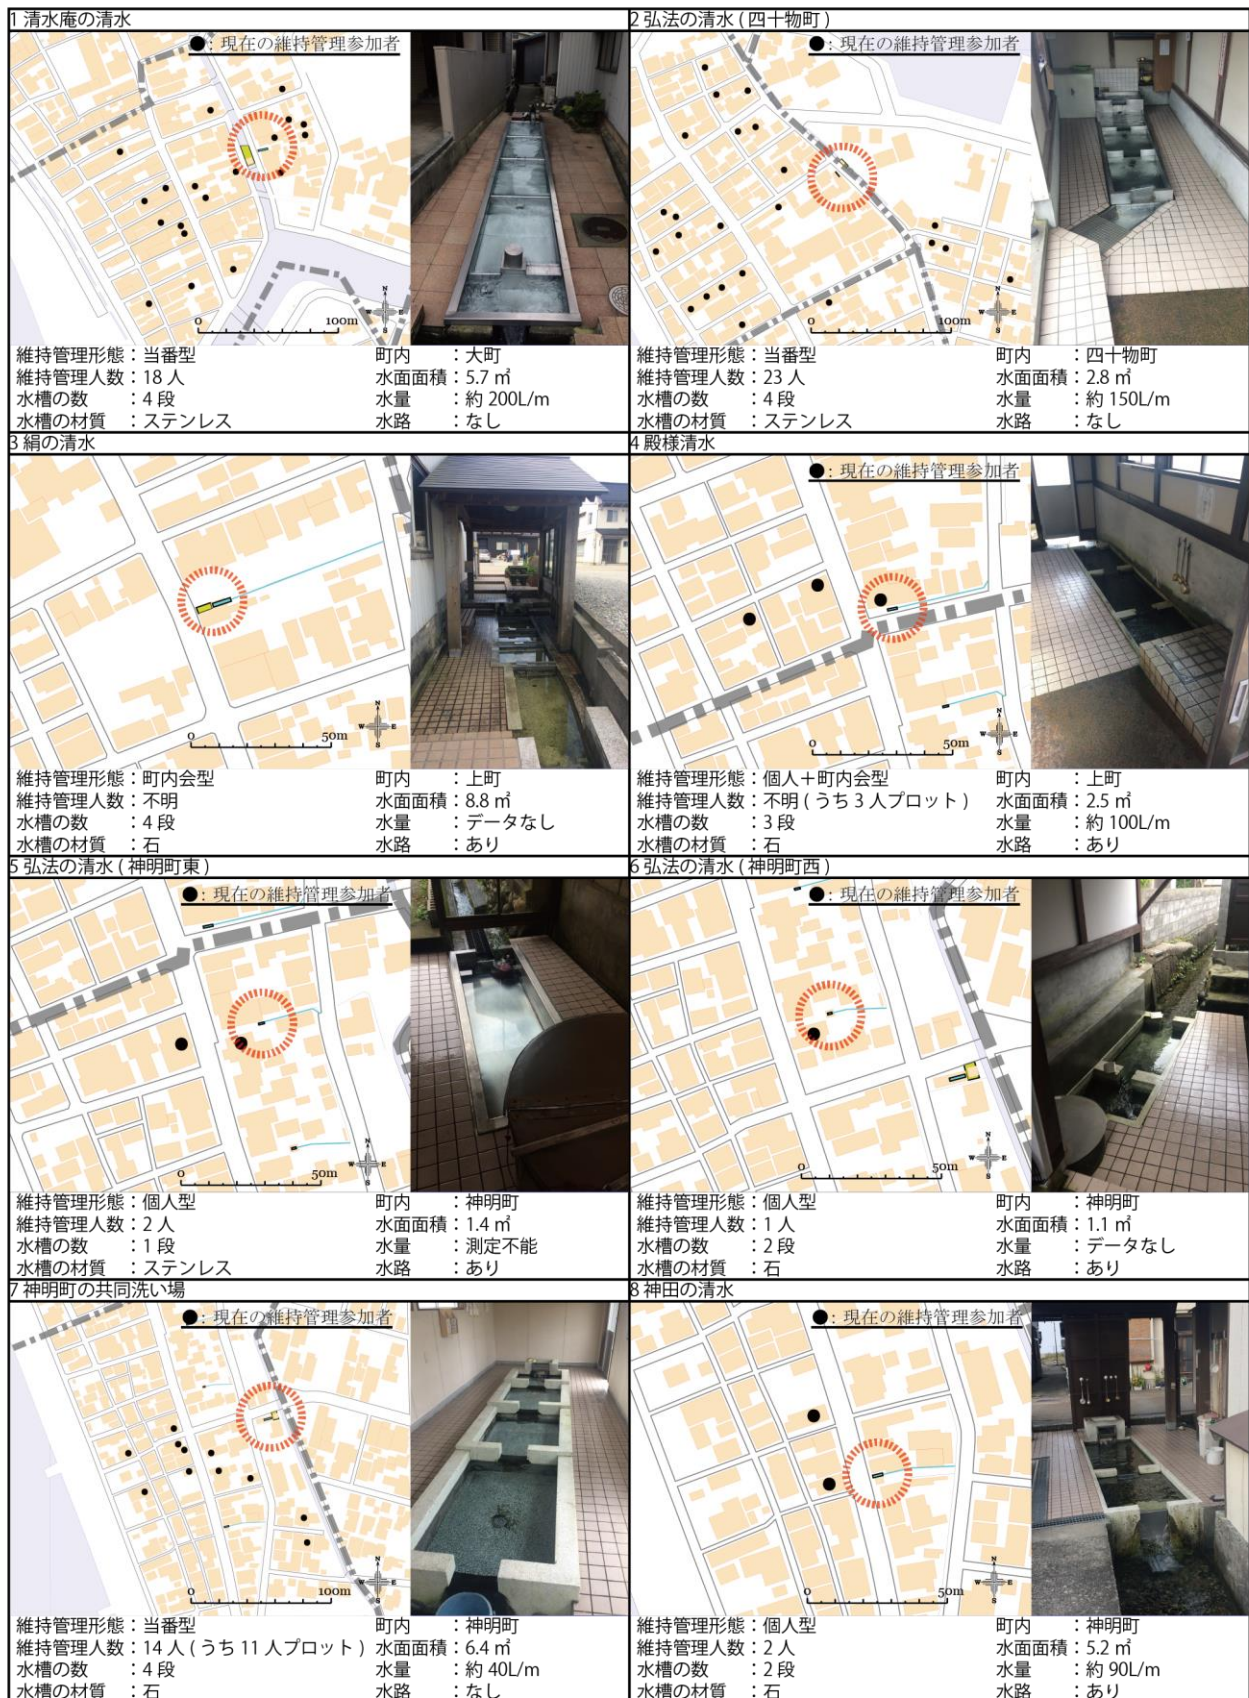 1 清水庵の清水
●: 現在の維持管理参加者
0 100m
N
W E
S
維持管理形態：当番型 町内 ：大町
維持管理人数：18 人 水面面積：5.7 ㎡
水槽の数 ：4 段 水量 ：約 200L/m
水槽の材質 ：ステンレス 水路 ：なし
2 弘法の清水 ( 四十物町 )
●: 現在の維持管理参加者
0 100m
N
W E
S
維持管理形態：当番型 町内 ：四十物町
維持管理人数：23 人 水面面積：2.8 ㎡
水槽の数 ：4 段 水量 ：約 150L/m
水槽の材質 ：ステンレス 水路 ：なし
3 絹の清水
0 50m
N
W E
S
維持管理形態：町内会型 町内 ：上町
維持管理人数：不明 水面面積：8.8 ㎡
水槽の数 ：4 段 水量 ：データなし
水槽の材質 ：石 水路 ：あり
4 殿様清水
●: 現在の維持管理参加者
0 50m
N
W E
S
維持管理形態：個人＋町内会型 町内 ：上町
維持管理人数：不明 ( うち 3 人プロット ) 水面面積：2.5 ㎡
水槽の数 ：3 段 水量 ：約 100L/m
水槽の材質 ：石 水路 ：あり
5 弘法の清水 ( 神明町東 )
●: 現在の維持管理参加者
0 50m
N
W E
S
維持管理形態：個人型 町内 ：神明町
維持管理人数：2 人 水面面積：1.4 ㎡
水槽の数 ：1 段 水量 ：測定不能
水槽の材質 ：ステンレス 水路 ：あり
6 弘法の清水 ( 神明町西 )
●: 現在の維持管理参加者
0 50m
N
W E
S
維持管理形態：個人型 町内 ：神明町
維持管理人数：1 人 水面面積：1.1 ㎡
水槽の数 ：2 段 水量 ：データなし
水槽の材質 ：石 水路 ：あり
7 神明町の共同洗い場
●: 現在の維持管理参加者
0 100m
N
W E
S
維持管理形態：当番型 町内 ：神明町
維持管理人数：14 人 ( うち 11 人プロット ) 水面面積：6.4 ㎡
水槽の数 ：4 段 水量 ：約 40L/m
水槽の材質 ：石 水路 ：なし
8 神田の清水
●: 現在の維持管理参加者
0 50m
N
W E
S
維持管理形態：個人型 町内 ：神明町
維持管理人数：2 人 水面面積：5.2 ㎡
水槽の数 ：2 段 水量 ：約 90L/m
水槽の材質 ：石 水路 ：あり